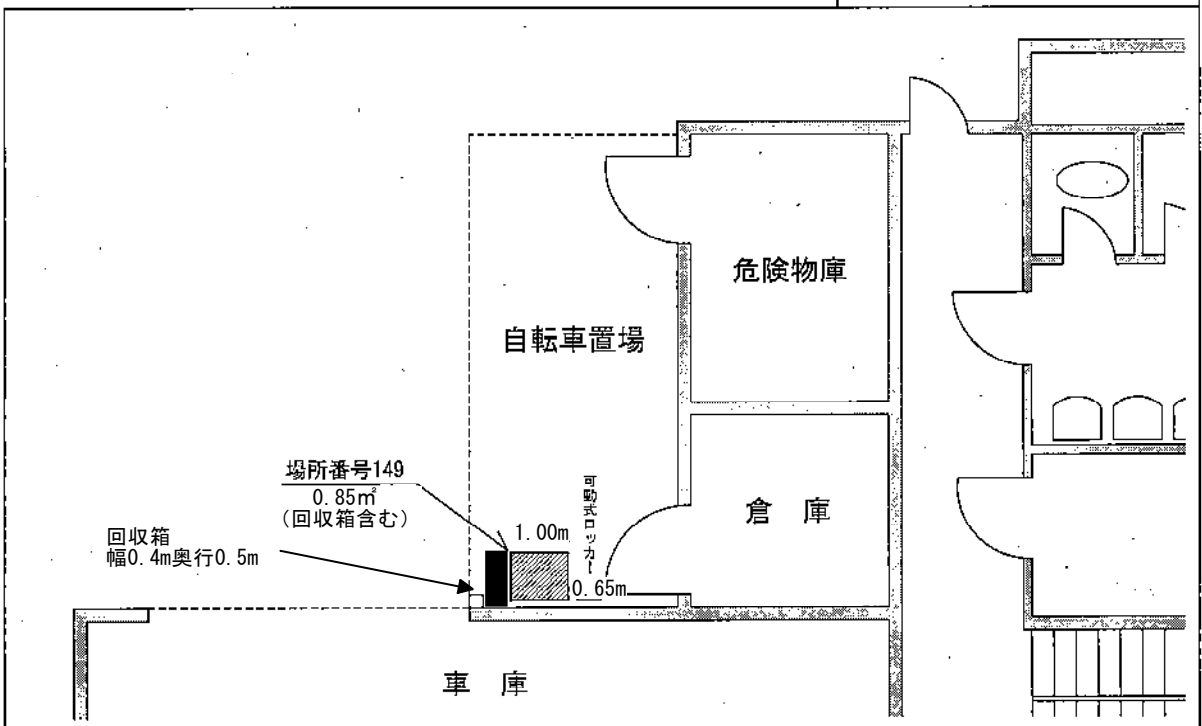 危険物庫
自転車置場
場所番号149
0.85㎡
(回収箱含む)
回収箱
幅0.4m奥行0.5m
可動式ロッカー
1.00m
0.65m
倉 庫
車 庫